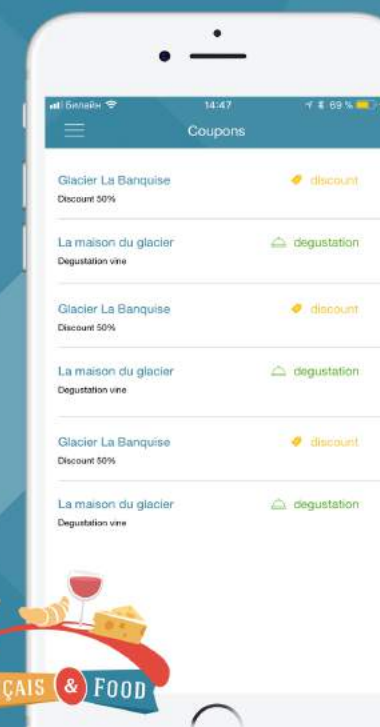 Билайн 14:47 69 %
Coupons
Glacier La Banquise discount
Discount 50%
La maison du glacier degustation
Degustation vine
Glacier La Banquise discount
Discount 50%
La maison du glacier degustation
Degustation vine
Glacier La Banquise discount
Discount 50%
La maison du glacier degustation
Degustation vine
ÇAIS & FOOD